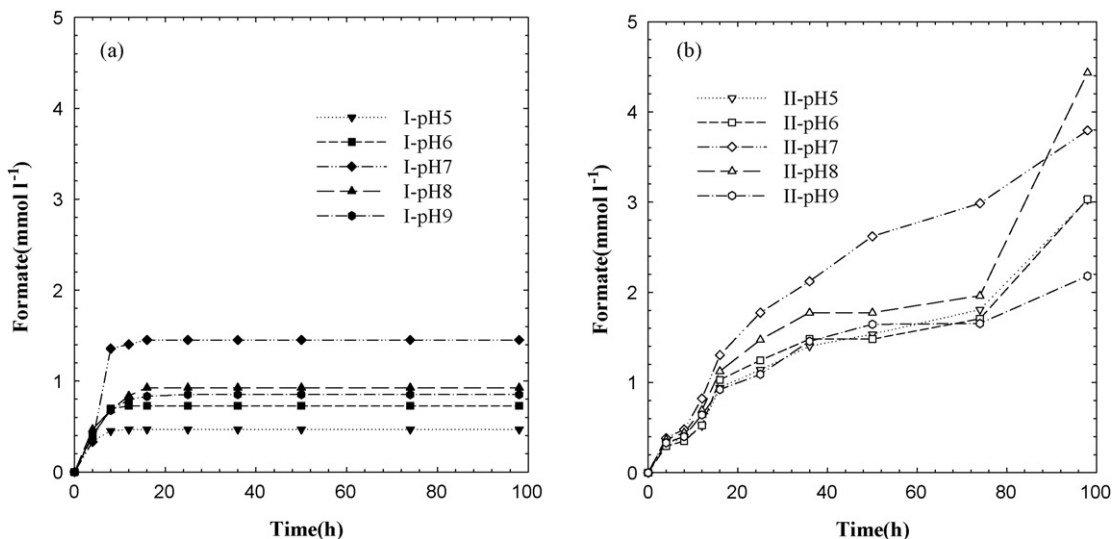 (a)
Formate(mmol l⁻¹)
5
4
3
2
1
0
I-pH5
I-pH6
I-pH7
I-pH8
I-pH9
0 20 40 60 80 100
Time(h)
(b)
Formate(mmol l⁻¹)
5
4
3
2
1
0
II-pH5
II-pH6
II-pH7
II-pH8
II-pH9
0 20 40 60 80 100
Time(h)